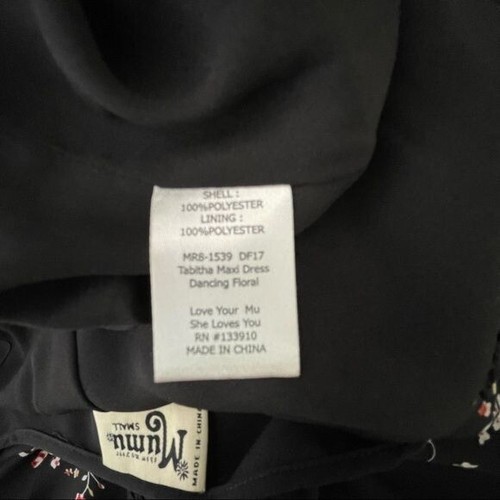 SHELL :
100%POLYESTER
LINING :
100%POLYESTER
MR8-1539 DF17
Tabitha Maxi Dress
Dancing Floral
Love Your Mu
She Loves You
RN #133910
MADE IN CHINA
Mumu
SMALL
MADE IN CHINA